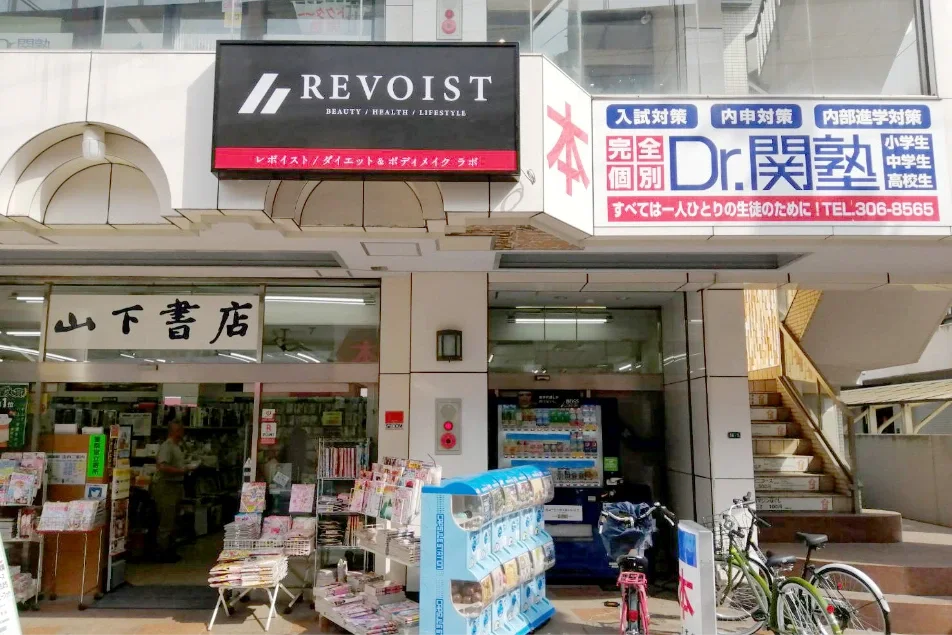 REVOIST
BEAUTY / HEALTH / LIFESTYLE
レボイスト / ダイエット & ボディメイク ラボ
本
入試対策 内申対策 内部進学対策
完全
個別
Dr.関塾
小学生
中学生
高校生
すべては一人ひとりの生徒のために!TEL.306-8565
山下書店
本
本